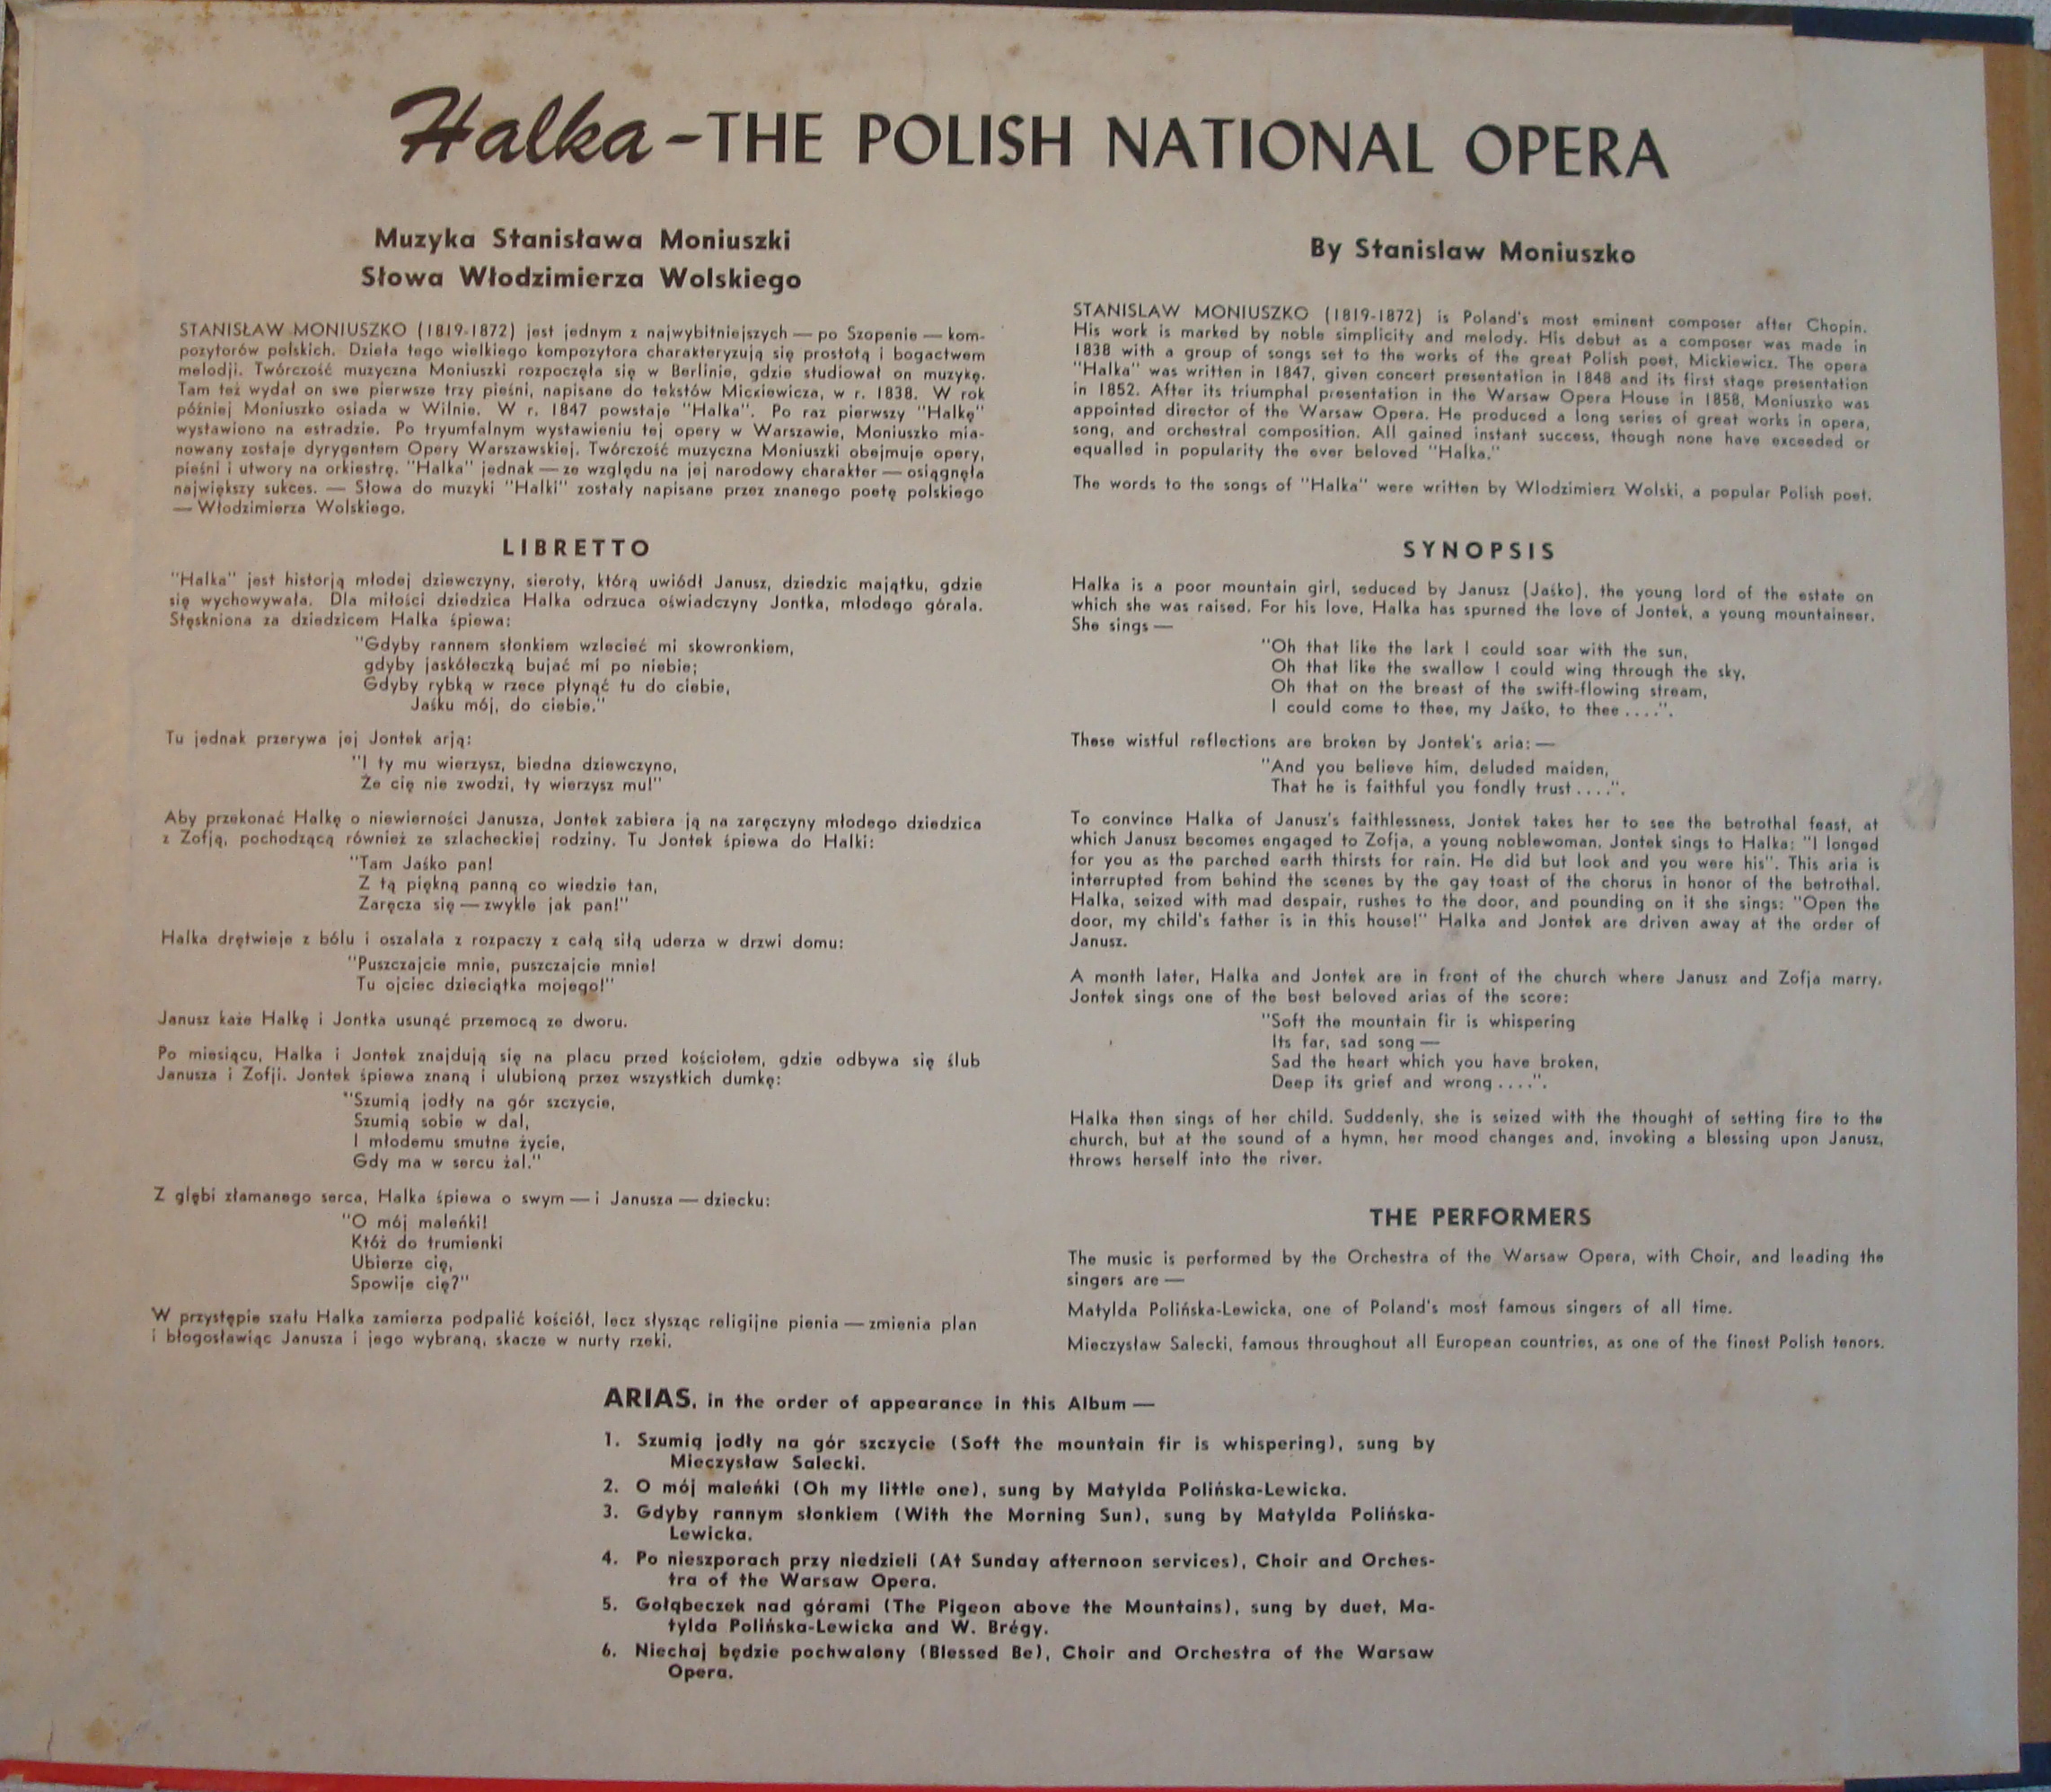 Halka - THE POLISH NATIONAL OPERA
Muzyka Stanisława Moniuszki
Słowa Włodzimierza Wolskiego
STANISŁAW MONIUSZKO (1819-1872) jest jednym z najwybitniejszych — po Szopenie — kom-
pozytorów polskich. Dzieła tego wielkiego kompozytora charakteryzują się prostotą i bogactwem
melodji. Twórczość muzyczna Moniuszki rozpoczęła się w Berlinie, gdzie studiował on muzykę.
Tam też wydał on swe pierwsze trzy pieśni, napisane do tekstów Mickiewicza, w r. 1838. W rok
później Moniuszko osiada w Wilnie. W r. 1847 powstaje "Halka". Po raz pierwszy "Halkę"
wystawiono na estradzie. Po tryumfalnym wystawieniu tej opery w Warszawie, Moniuszko mia-
nowany zostaje dyrygentem Opery Warszawskiej. Twórczość muzyczna Moniuszki obejmuje opery,
pieśni i utwory na orkiestrę. "Halka" jednak — ze względu na jej narodowy charakter — osiągnęła
największy sukces. — Słowa do muzyki "Halki" zostały napisane przez znanego poetę polskiego
— Włodzimierza Wolskiego.
LIBRETTO
"Halka" jest historją młodej dziewczyny, sieroty, którą uwiódł Janusz, dziedzic majątku, gdzie
się wychowywała. Dla miłości dziedzica Halka odrzuca oświadczyny Jontka, młodego górala.
Stęskniona za dziedzicem Halka śpiewa:
"Gdyby rannem słonkiem wzlecieć mi skowronkiem,
gdyby jaskółeczką bujać mi po niebie;
Gdyby rybką w rzece płynąć tu do ciebie,
Jaśku mój, do ciebie."
Tu jednak przerywa jej Jontek arją:
"I ty mu wierzysz, biedna dziewczyno,
Że cię nie zwodzi, ty wierzysz mu!"
Aby przekonać Halkę o niewierności Janusza, Jontek zabiera ją na zaręczyny młodego dziedzica
z Zofją, pochodzącą również ze szlacheckiej rodziny. Tu Jontek śpiewa do Halki:
"Tam Jaśko pan!
Z tą piękną panną co wiedzie tan,
Zaręcza się — zwykle jak pan!"
Halka drętwieje z bólu i oszalała z rozpaczy z całą siłą uderza w drzwi domu:
"Puszczajcie mnie, puszczajcie mnie!
Tu ojciec dzieciątka mojego!"
Janusz każe Halkę i Jontka usunąć przemocą ze dworu.
Po miesiącu, Halka i Jontek znajdują się na placu przed kościołem, gdzie odbywa się ślub
Janusza i Zofji. Jontek śpiewa znaną i ulubioną przez wszystkich dumkę:
"Szumią jodły na gór szczycie,
Szumią sobie w dal,
I młodemu smutne życie,
Gdy ma w sercu żal."
Z głębi złamanego serca, Halka śpiewa o swym — i Janusza — dziecku:
"O mój maleńki!
Któż do trumienki
Ubierze cię,
Spowije cię?"
W przystępie szału Halka zamierza podpalić kościół, lecz słysząc religijne pienia — zmienia plan
i błogosławiąc Janusza i jego wybraną, skacze w nurty rzeki.
By Stanislaw Moniuszko
STANISLAW MONIUSZKO (1819-1872) is Poland's most eminent composer after Chopin.
His work is marked by noble simplicity and melody. His debut as a composer was made in
1838 with a group of songs set to the works of the great Polish poet, Mickiewicz. The opera
"Halka" was written in 1847, given concert presentation in 1848 and its first stage presentation
in 1852. After its triumphal presentation in the Warsaw Opera House in 1858, Moniuszko was
appointed director of the Warsaw Opera. He produced a long series of great works in opera,
song, and orchestral composition. All gained instant success, though none have exceeded or
equalled in popularity the ever beloved "Halka."
The words to the songs of "Halka" were written by Wlodzimierz Wolski, a popular Polish poet.
SYNOPSIS
Halka is a poor mountain girl, seduced by Janusz (Jaśko), the young lord of the estate on
which she was raised. For his love, Halka has spurned the love of Jontek, a young mountaineer.
She sings —
"Oh that like the lark I could soar with the sun,
Oh that like the swallow I could wing through the sky,
Oh that on the breast of the swift-flowing stream,
I could come to thee, my Jaśko, to thee . . . .".
These wistful reflections are broken by Jontek's aria: —
"And you believe him, deluded maiden,
That he is faithful you fondly trust . . . .".
To convince Halka of Janusz's faithlessness, Jontek takes her to see the betrothal feast, at
which Janusz becomes engaged to Zofja, a young noblewoman. Jontek sings to Halka: "I longed
for you as the parched earth thirsts for rain. He did but look and you were his". This aria is
interrupted from behind the scenes by the gay toast of the chorus in honor of the betrothal.
Halka, seized with mad despair, rushes to the door, and pounding on it she sings: "Open the
door, my child's father is in this house!" Halka and Jontek are driven away at the order of
Janusz.
A month later, Halka and Jontek are in front of the church where Janusz and Zofja marry.
Jontek sings one of the best beloved arias of the score:
"Soft the mountain fir is whispering
Its far, sad song —
Sad the heart which you have broken,
Deep its grief and wrong . . . .".
Halka then sings of her child. Suddenly, she is seized with the thought of setting fire to the
church, but at the sound of a hymn, her mood changes and, invoking a blessing upon Janusz,
throws herself into the river.
THE PERFORMERS
The music is performed by the Orchestra of the Warsaw Opera, with Choir, and leading the
singers are —
Matylda Polińska-Lewicka, one of Poland's most famous singers of all time.
Mieczysław Salecki, famous throughout all European countries, as one of the finest Polish tenors.
ARIAS, in the order of appearance in this Album —
1. Szumią jodły na gór szczycie (Soft the mountain fir is whispering), sung by
Mieczysław Salecki.
2. O mój maleńki (Oh my little one), sung by Matylda Polińska-Lewicka.
3. Gdyby rannym słonkiem (With the Morning Sun), sung by Matylda Polińska-
Lewicka.
4. Po nieszporach przy niedzieli (At Sunday afternoon services), Choir and Orches-
tra of the Warsaw Opera.
5. Gołąbeczek nad górami (The Pigeon above the Mountains), sung by duet, Ma-
tylda Polińska-Lewicka and W. Brégy.
6. Niechaj będzie pochwalony (Blessed Be), Choir and Orchestra of the Warsaw
Opera.